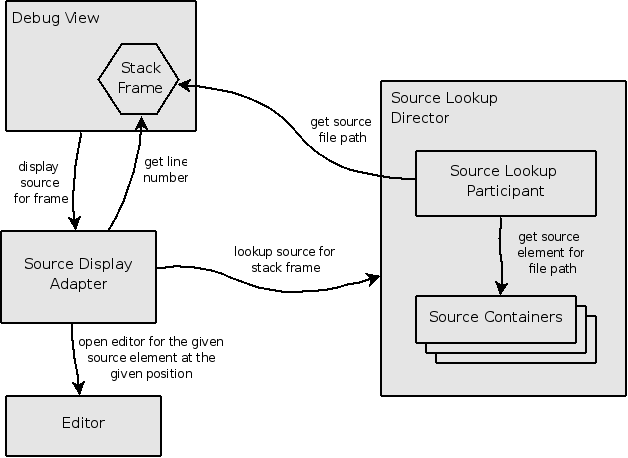 Debug View
Stack
Frame
Source Lookup
Director
get source
file path
display
source
for frame
get line
number
Source Lookup
Participant
Source Display
Adapter
lookup source for
stack frame
get source
element for
file path
Source Containers
open editor for the given
source element at the
given position
Editor